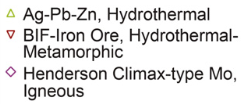 Ag-Pb-Zn, Hydrothermal
BIF-Iron Ore, Hydrothermal-
Metamorphic
Henderson Climax-type Mo,
Igneous